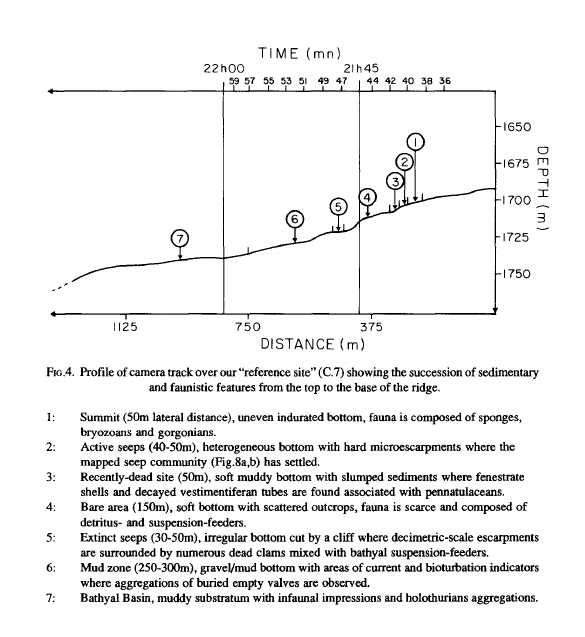 TIME (mn)
22h00 21h45
59 57 55 53 51 49 47 44 42 40 38 36
1650
1675
1700
1725
1750
DEPTH (m)
1
2
3
4
5
6
7
1125 750 375
DISTANCE (m)
FIG.4. Profile of camera track over our “reference site” (C.7) showing the succession of sedimentary
and faunistic features from the top to the base of the ridge.
1: Summit (50m lateral distance), uneven indurated bottom, fauna is composed of sponges,
bryozoans and gorgonians.
2: Active seeps (40-50m), heterogeneous bottom with hard microescarpments where the
mapped seep community (Fig.8a,b) has settled.
3: Recently-dead site (50m), soft muddy bottom with slumped sediments where fenestrate
shells and decayed vestimentiferan tubes are found associated with pennatulaceans.
4: Bare area (150m), soft bottom with scattered outcrops, fauna is scarce and composed of
detritus- and suspension-feeders.
5: Extinct seeps (30-50m), irregular bottom cut by a cliff where decimetric-scale escarpments
are surrounded by numerous dead clams mixed with bathyal suspension-feeders.
6: Mud zone (250-300m), gravel/mud bottom with areas of current and bioturbation indicators
where aggregations of buried empty valves are observed.
7: Bathyal Basin, muddy substratum with infaunal impressions and holothurians aggregations.